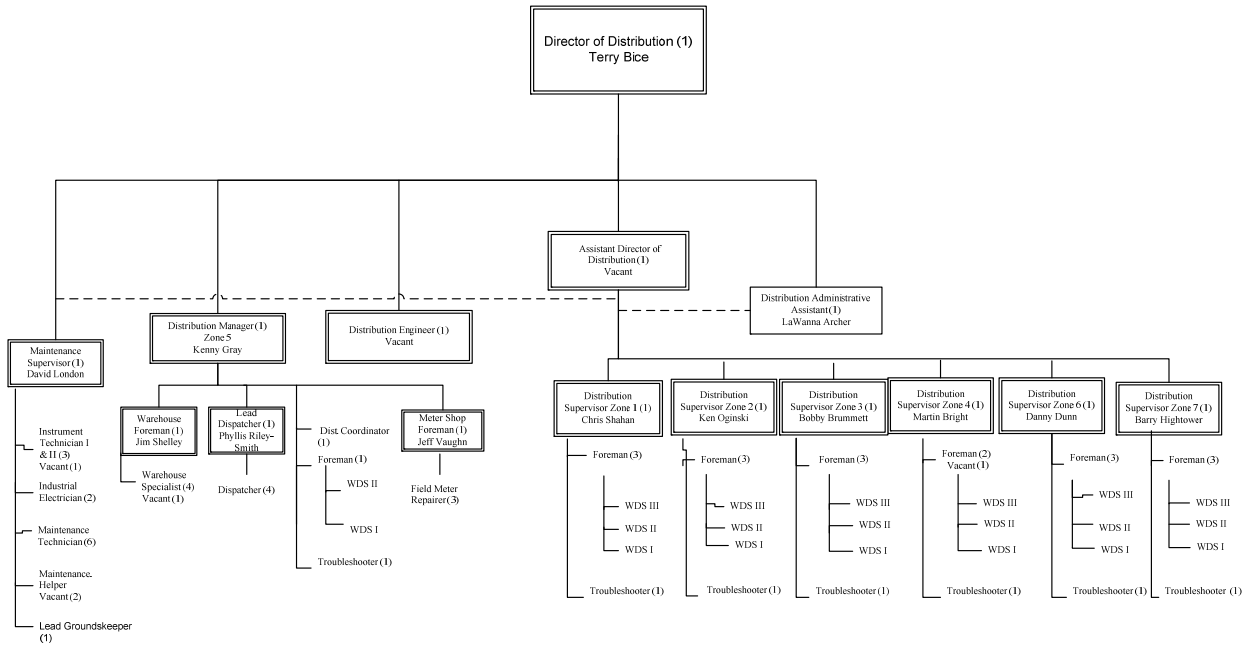 Director of Distribution (1)
Terry Bice
Assistant Director of
Distribution (1)
Vacant
Distribution Administrative
Assistant (1)
LaWanna Archer
Maintenance
Supervisor (1)
David London
Distribution Manager (1)
Zone 5
Kenny Gray
Distribution Engineer (1)
Vacant
Instrument
Technician I
& II (3)
Vacant (1)
Industrial
Electrician (2)
Maintenance
Technician (6)
Maintenance.
Helper
Vacant (2)
Lead Groundskeeper
(1)
Warehouse
Foreman (1)
Jim Shelley
Warehouse
Specialist (4)
Vacant (1)
Lead
Dispatcher (1)
Phyllis Riley-
Smith
Dispatcher (4)
Dist. Coordinator
(1)
Foreman (1)
WDS II
WDS I
Troubleshooter (1)
Meter Shop
Foreman (1)
Jeff Vaughn
Field Meter
Repairer (3)
Distribution
Supervisor Zone 1 (1)
Chris Shahan
Foreman (3)
WDS III
WDS II
WDS I
Troubleshooter (1)
Distribution
Supervisor Zone 2 (1)
Ken Oginski
Foreman (3)
WDS III
WDS II
WDS I
Troubleshooter (1)
Distribution
Supervisor Zone 3 (1)
Bobby Brummett
Foreman (3)
WDS III
WDS II
WDS I
Troubleshooter (1)
Distribution
Supervisor Zone 4 (1)
Martin Bright
Foreman (2)
Vacant (1)
WDS III
WDS II
WDS I
Troubleshooter (1)
Distribution
Supervisor Zone 6 (1)
Danny Dunn
Foreman (3)
WDS III
WDS II
WDS I
Troubleshooter (1)
Distribution
Supervisor Zone 7 (1)
Barry Hightower
Foreman (3)
WDS III
WDS II
WDS I
Troubleshooter (1)